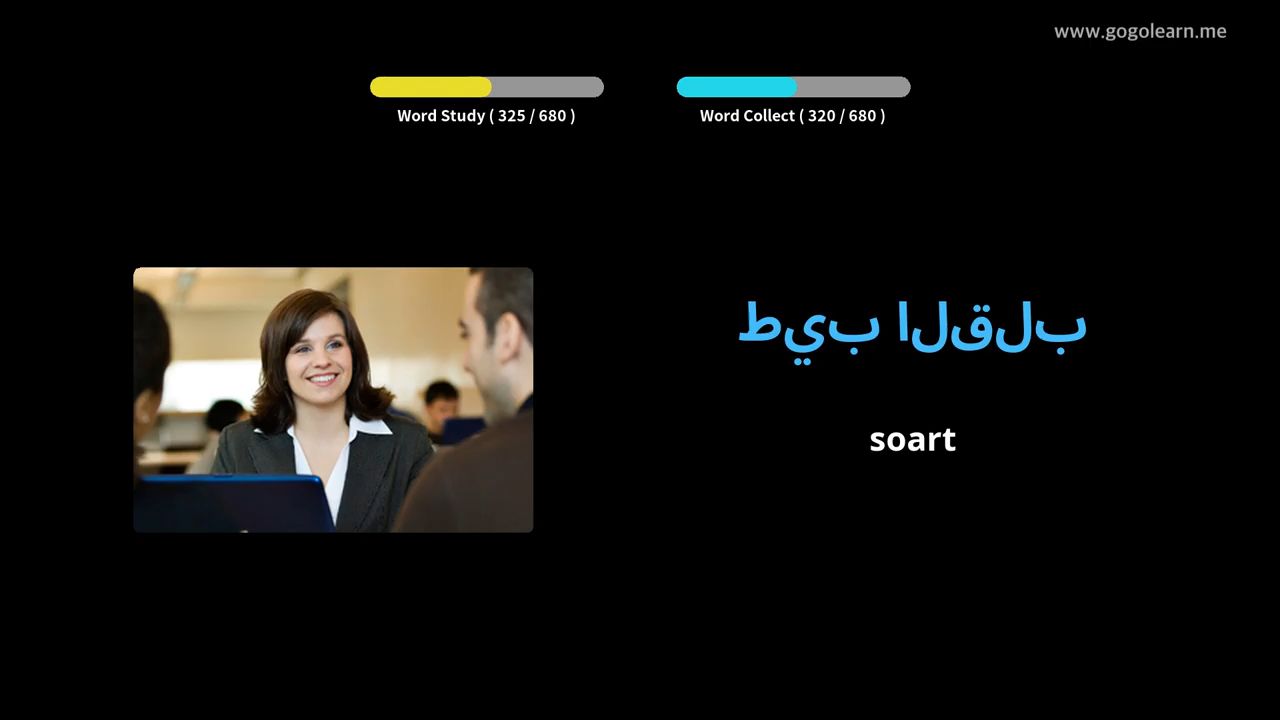 www.gogolearn.me
Word Study ( 325 / 680 )
Word Collect ( 320 / 680 )
طيب القلب
soart